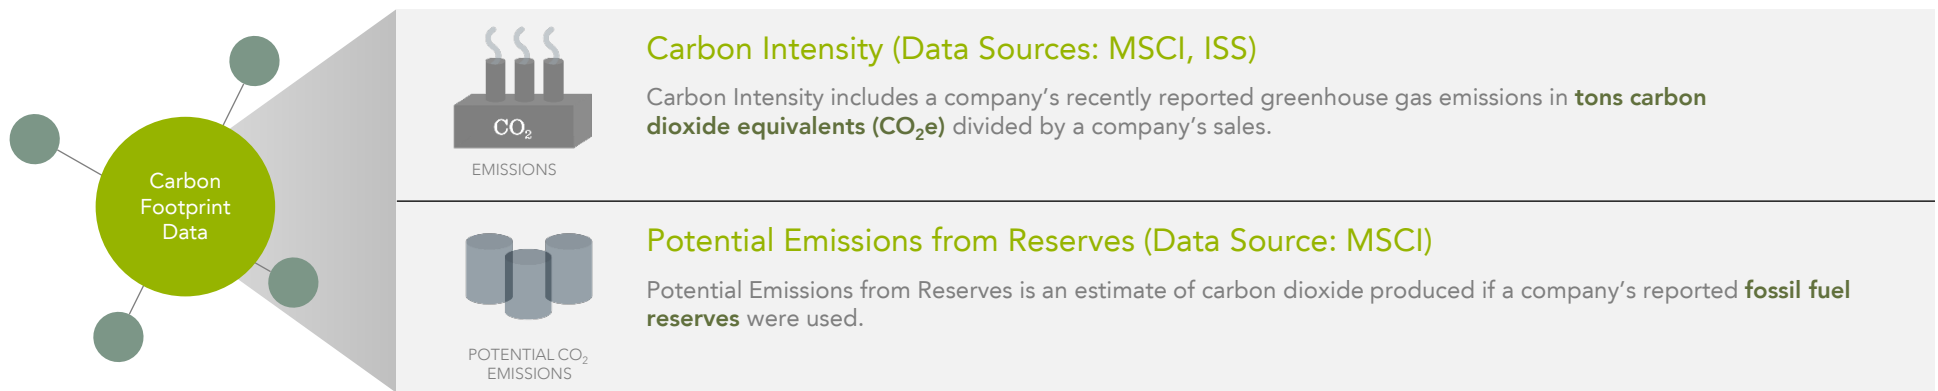 Carbon
Footprint
Data
CO₂
EMISSIONS
Carbon Intensity (Data Sources: MSCI, ISS)
Carbon Intensity includes a company’s recently reported greenhouse gas emissions in tons carbon
dioxide equivalents (CO₂e) divided by a company’s sales.
POTENTIAL CO₂
EMISSIONS
Potential Emissions from Reserves (Data Source: MSCI)
Potential Emissions from Reserves is an estimate of carbon dioxide produced if a company’s reported fossil fuel
reserves were used.